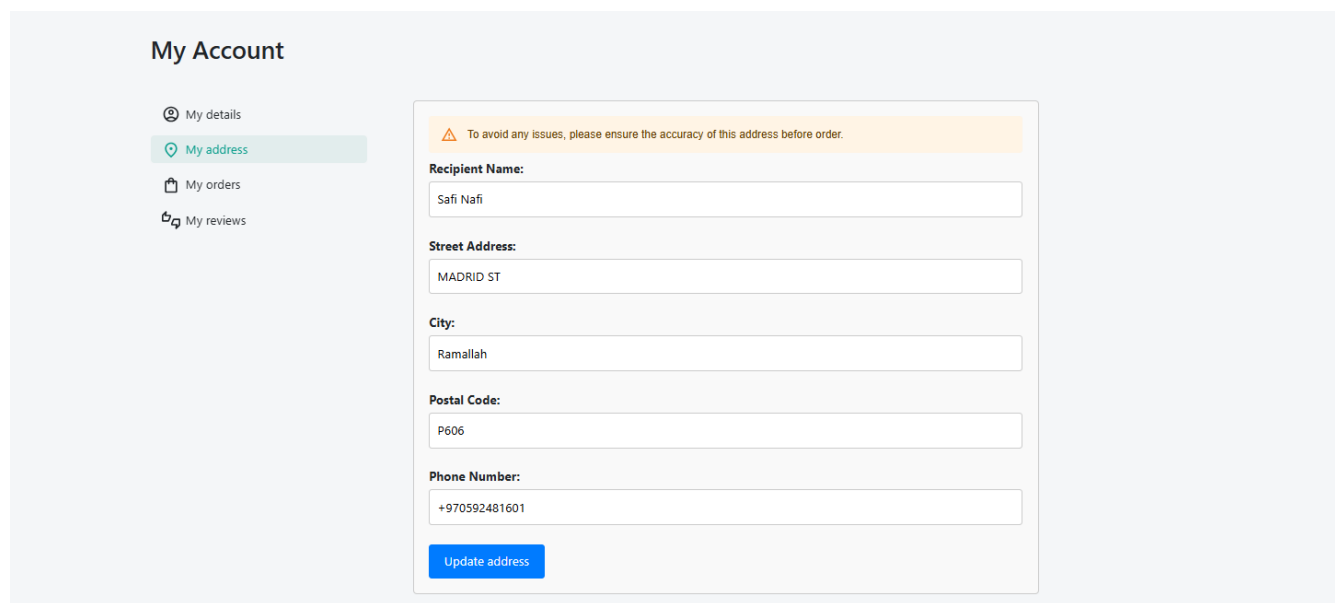 My Account
My details
My address
My orders
My reviews
To avoid any issues, please ensure the accuracy of this address before order.
Recipient Name:
Safi Nafi
Street Address:
MADRID ST
City:
Ramallah
Postal Code:
P606
Phone Number:
+970592481601
Update address